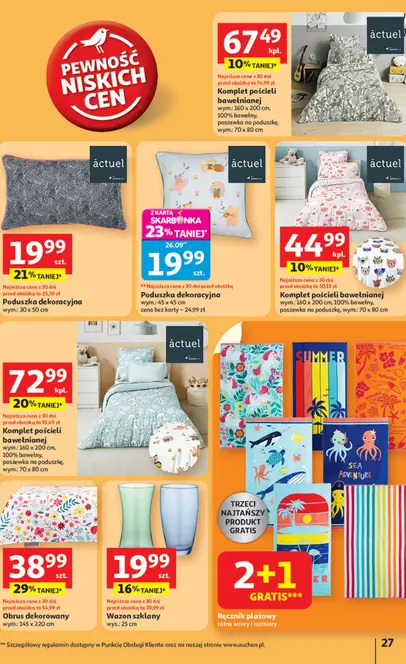 PEWNOŚĆ
NISKICH
CEN
67 49
kpl.
10% TANIEJ*
Najniższa cena z 30 dni
przed obniżką to 74,99 zł
Komplet pościeli
bawełnianej
wym.: 160 x 200 cm,
100% bawełny,
poszewka na poduszkę,
wym.: 70 x 80 cm
actuel
actuel
19 99
szt.
21% TANIEJ*
Najniższa cena z 30 dni
przed obniżką to 25,39 zł
Poduszka dekoracyjna
wym.: 30 x 50 cm
actuel
Z KARTĄ
SKARBONKA
23% TANIEJ
26.09**
19 99
szt.
** Najniższa cena z 30 dni przed obniżką
Poduszka dekoracyjna
wym.: 45 x 45 cm
cena bez karty – 24,99 zł
actuel
44 99
kpl.
10% TANIEJ*
Najniższa cena z 30 dni
przed obniżką to 50,23 zł
Komplet pościeli bawełnianej
wym.: 160 x 200 cm, 100% bawełny,
poszewka na poduszkę, wym.: 70 x 80 cm
actuel
72 99
kpl.
20% TANIEJ*
Najniższa cena z 30 dni
Komplet pościeli
bawełnianej
wym.: 160 x 200 cm,
100% bawełny,
poszewka na poduszkę,
wym.: 70 x 80 cm
38 99
szt.
29% TANIEJ*
Najniższa cena z 30 dni
przed obniżką to 54,99 zł
Obrus dekorowany
wym.: 145 x 220 cm
19 99
szt.
16% TANIEJ*
Najniższa cena z 30 dni
przed obniżką to 23,99 zł
Wazon szklany
wys.: 25 cm
SUMMER
SEA
ADVENTURE
TRZECI
NAJTAŃSZY
PRODUKT
GRATIS
2+1
GRATIS***
Ręcznik plażowy
różne wzory i rozmiary
27
** Szczegółowy regulamin dostępny w Punkcie Obsługi Klienta oraz na naszej stronie www.auchan.pl.